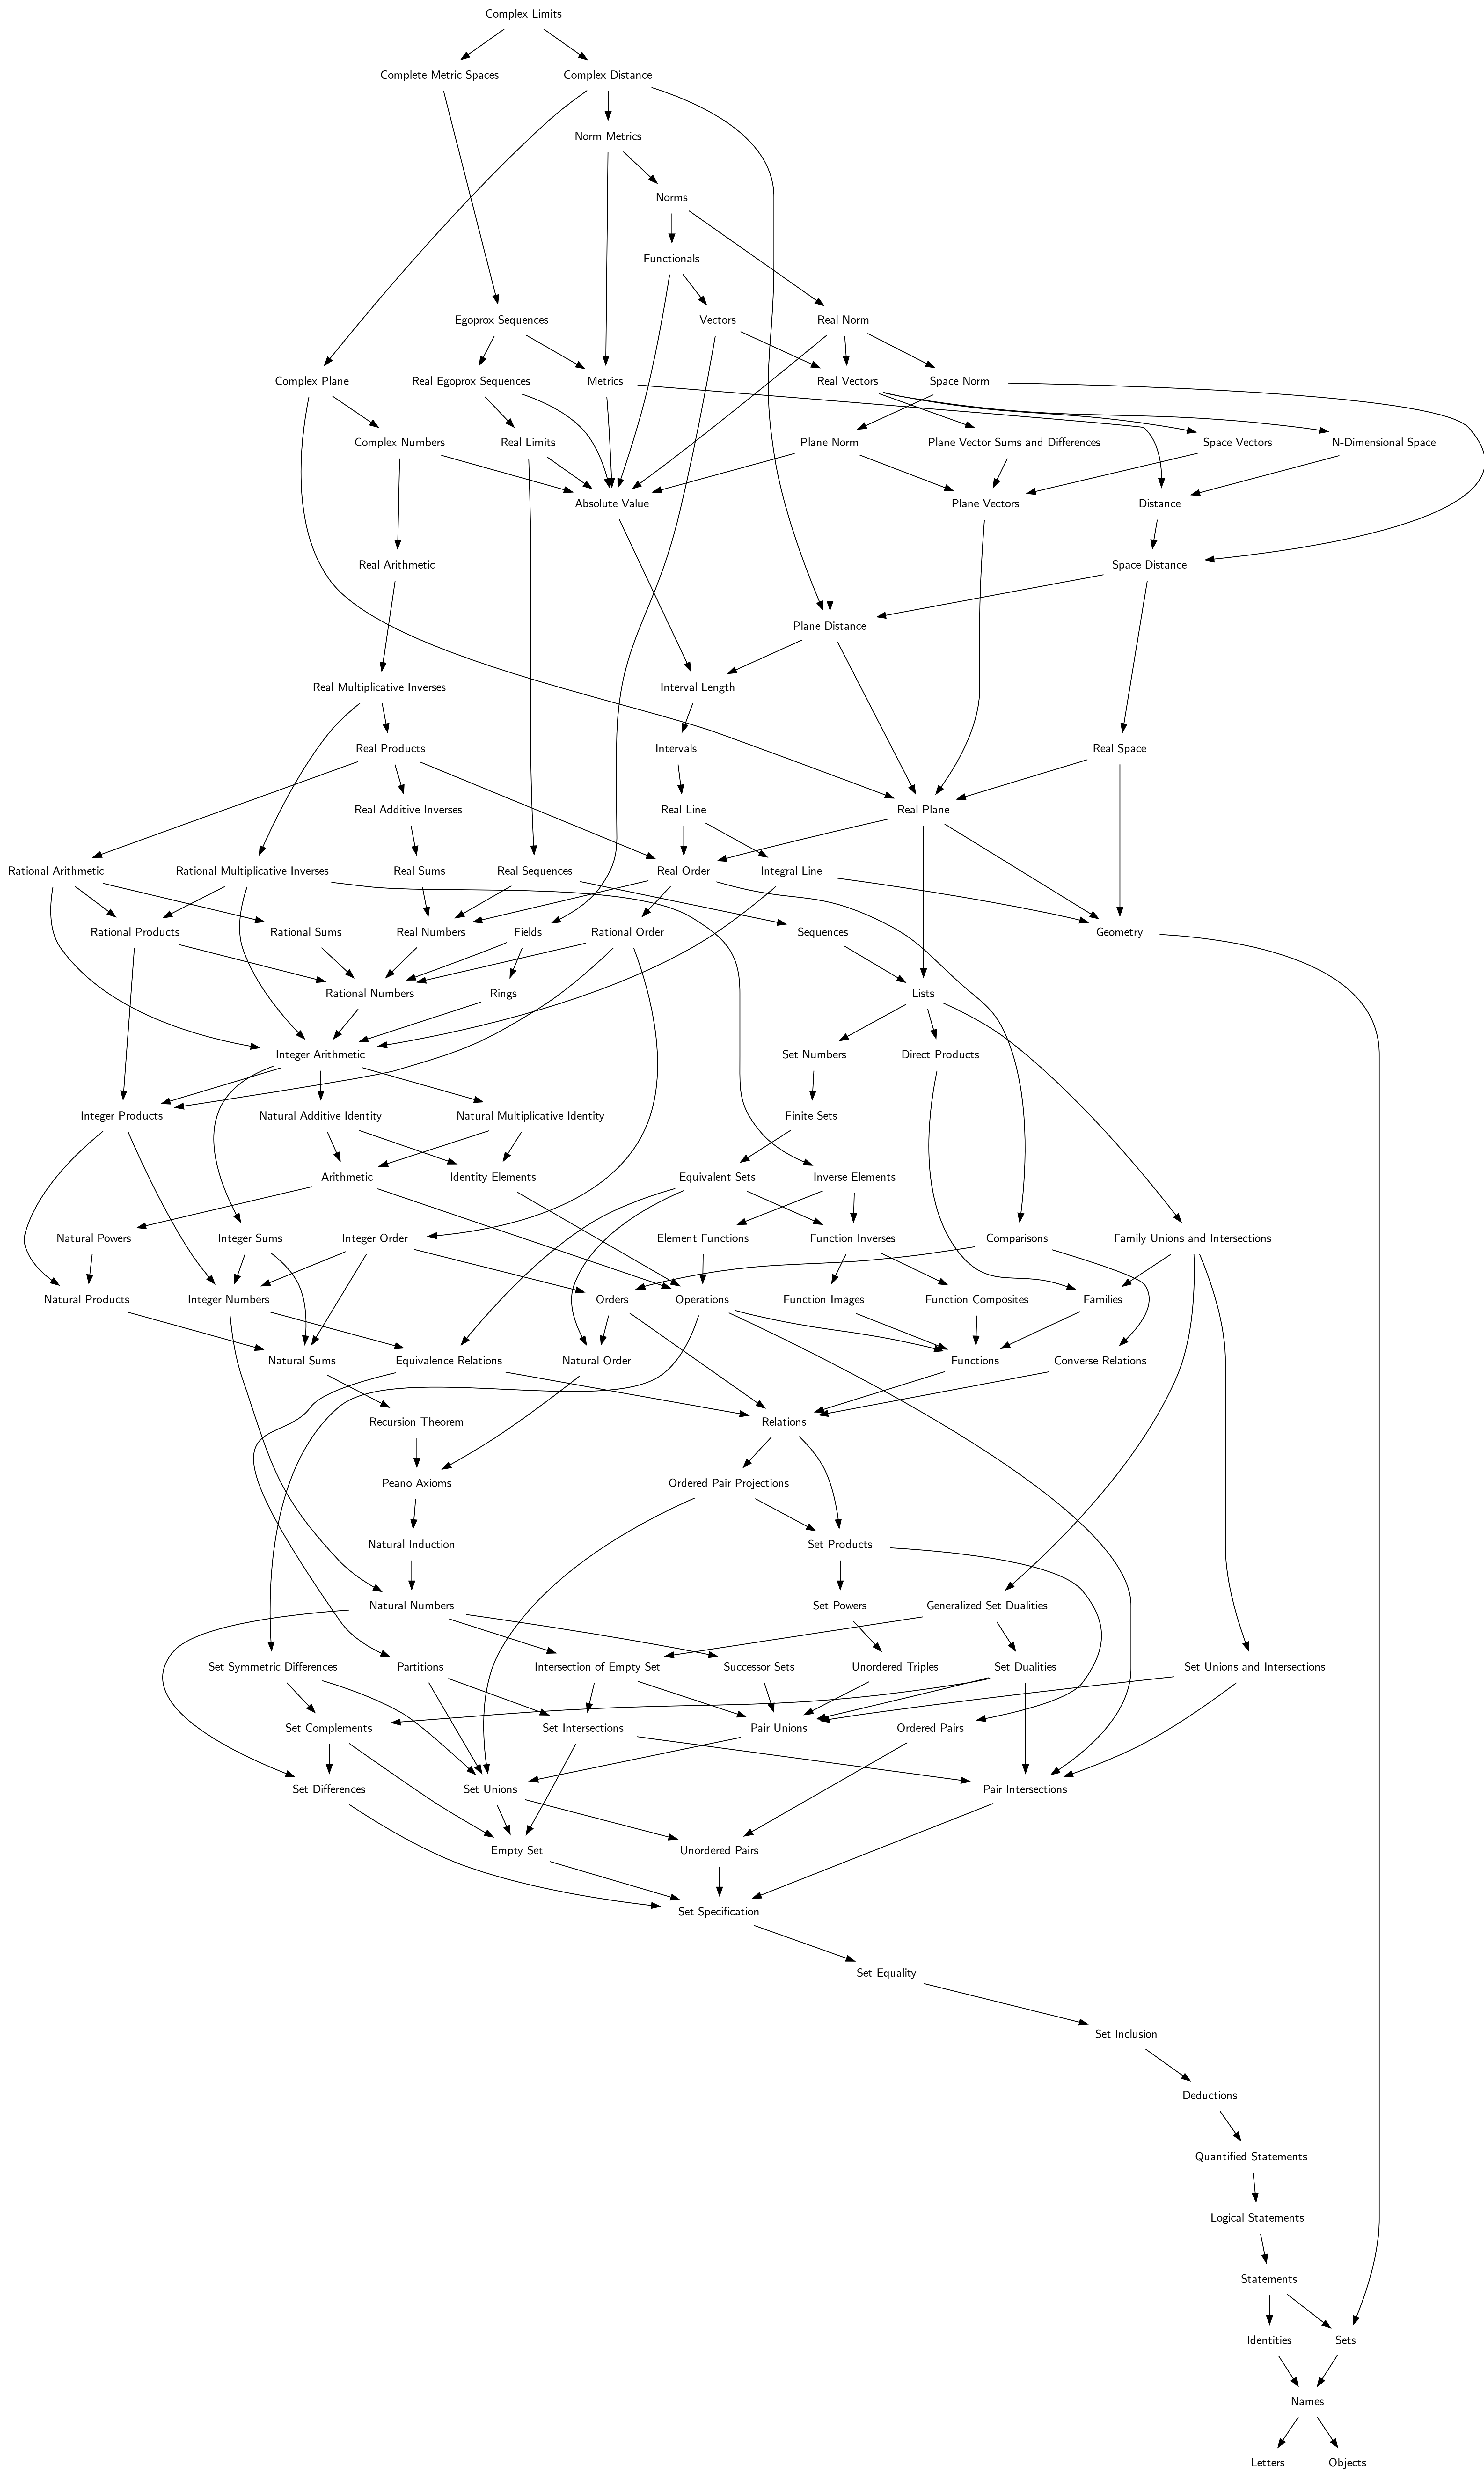 Complex Limits
Complete Metric Spaces
Complex Distance
Norm Metrics
Norms
Functionals
Egoprox Sequences
Vectors
Real Norm
Complex Plane
Real Egoprox Sequences
Metrics
Real Vectors
Space Norm
Complex Numbers
Real Limits
Plane Norm
Plane Vector Sums and Differences
Space Vectors
N-Dimensional Space
Absolute Value
Plane Vectors
Distance
Real Arithmetic
Space Distance
Plane Distance
Real Multiplicative Inverses
Interval Length
Real Products
Intervals
Real Space
Real Additive Inverses
Real Line
Real Plane
Rational Arithmetic
Rational Multiplicative Inverses
Real Sums
Real Sequences
Real Order
Integral Line
Rational Products
Rational Sums
Real Numbers
Fields
Rational Order
Sequences
Geometry
Rational Numbers
Rings
Lists
Integer Arithmetic
Set Numbers
Direct Products
Integer Products
Natural Additive Identity
Natural Multiplicative Identity
Finite Sets
Arithmetic
Identity Elements
Equivalent Sets
Inverse Elements
Natural Powers
Integer Sums
Integer Order
Element Functions
Function Inverses
Comparisons
Family Unions and Intersections
Natural Products
Integer Numbers
Orders
Operations
Function Images
Function Composites
Families
Natural Sums
Equivalence Relations
Natural Order
Functions
Converse Relations
Recursion Theorem
Relations
Peano Axioms
Ordered Pair Projections
Natural Induction
Set Products
Natural Numbers
Set Powers
Generalized Set Dualities
Set Symmetric Differences
Partitions
Intersection of Empty Set
Successor Sets
Unordered Triples
Set Dualities
Set Unions and Intersections
Set Complements
Set Intersections
Pair Unions
Ordered Pairs
Set Differences
Set Unions
Pair Intersections
Empty Set
Unordered Pairs
Set Specification
Set Equality
Set Inclusion
Deductions
Quantified Statements
Logical Statements
Statements
Identities
Sets
Names
Letters
Objects